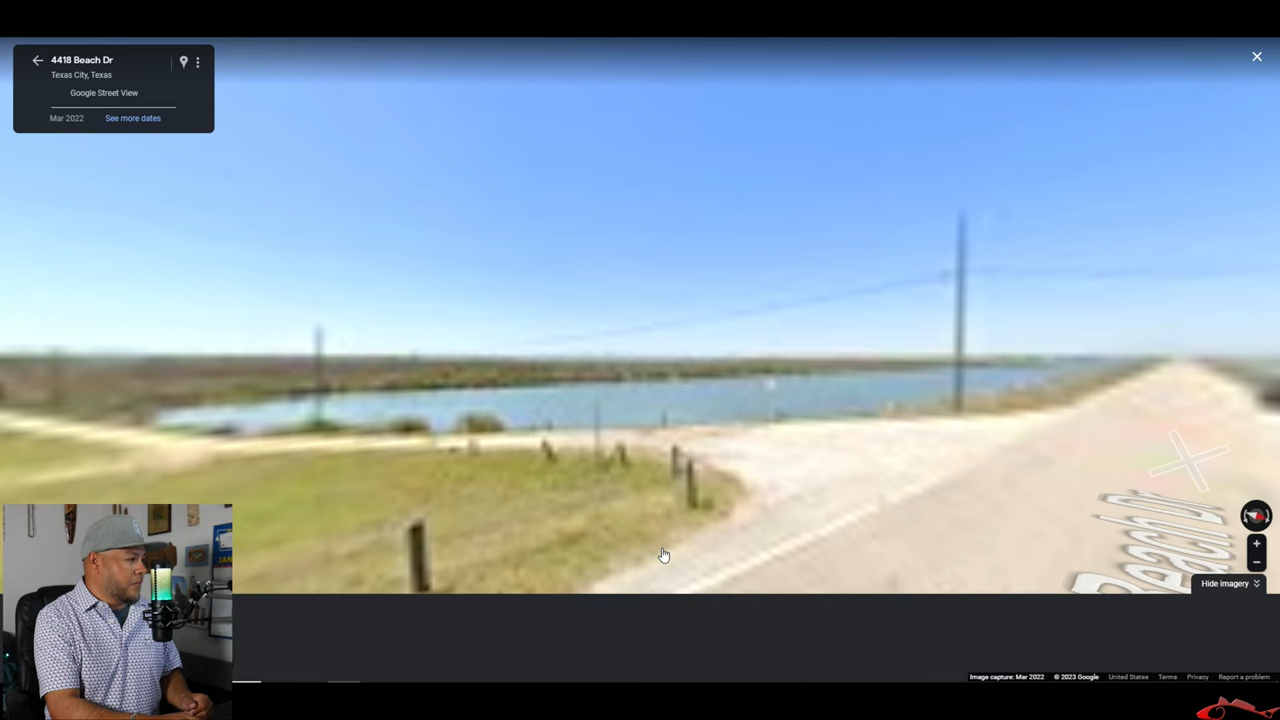 4418 Beach Dr
Texas City, Texas
Google Street View
Mar 2022
See more dates
Beach Dr
Hide imagery
Image capture: Mar 2022
© 2023 Google
United States
Terms
Privacy
Report a problem